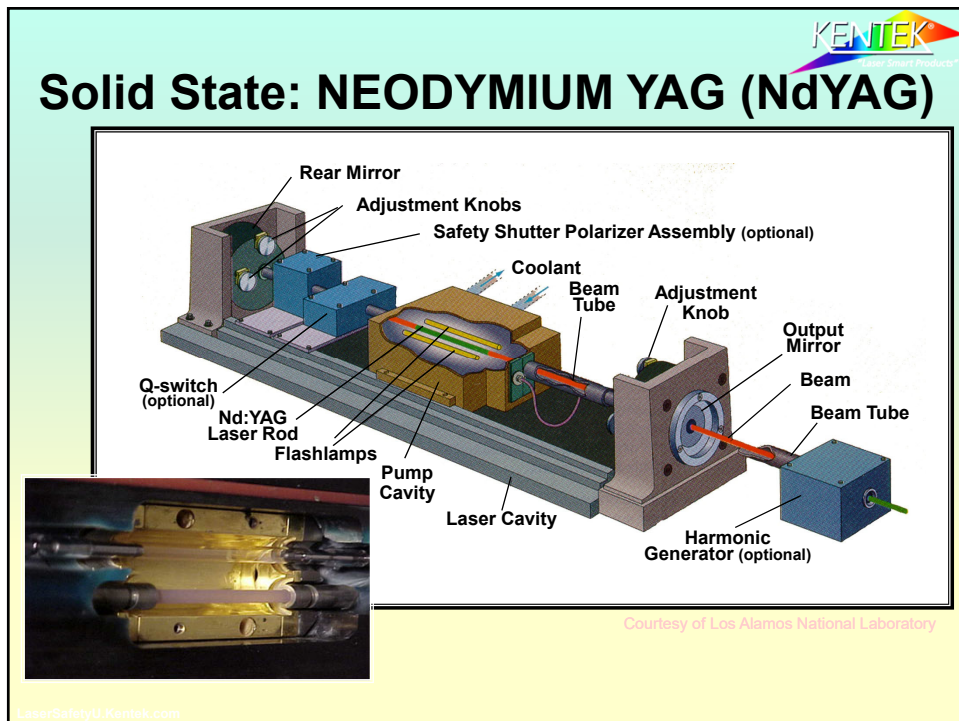 KENTEK®
"Laser Smart Products"
Solid State: NEODYMIUM YAG (NdYAG)
Rear Mirror
Adjustment Knobs
Safety Shutter Polarizer Assembly (optional)
Coolant
Beam
Tube
Adjustment
Knob
Output
Mirror
Beam
Beam Tube
Q-switch
(optional)
Nd:YAG
Laser Rod
Flashlamps
Pump
Cavity
Laser Cavity
Harmonic
Generator (optional)
Courtesy of Los Alamos National Laboratory
LaserSafetyU.Kentek.com